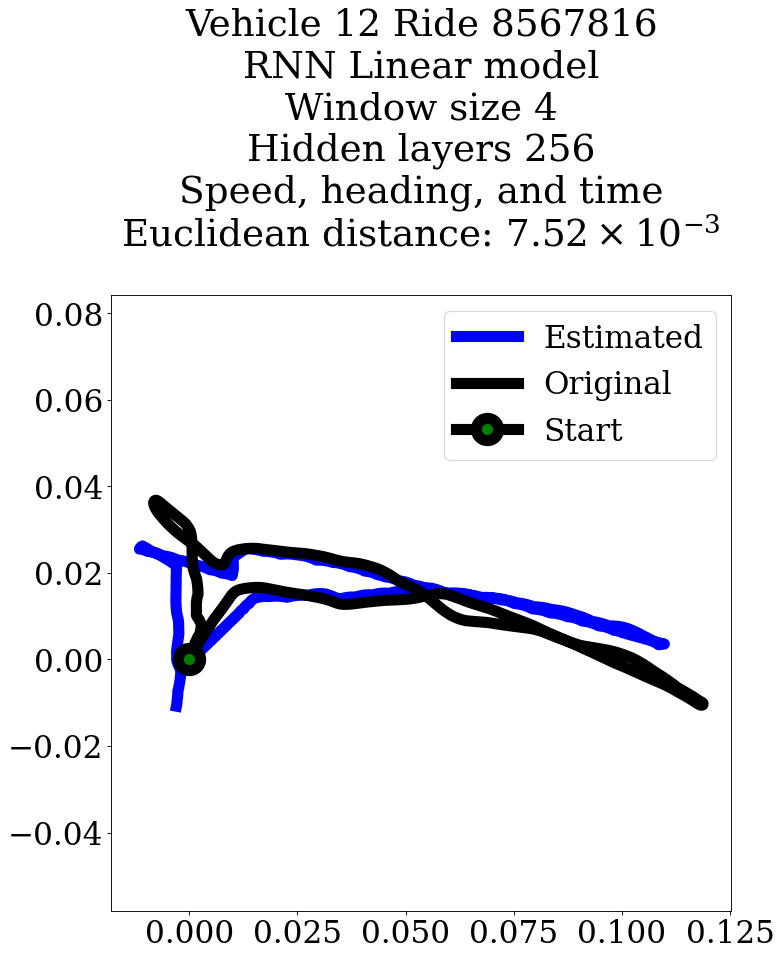 Vehicle 12 Ride 8567816
RNN Linear model
Window size 4
Hidden layers 256
Speed, heading, and time
Euclidean distance: 7.52 × 10⁻³
Estimated
Original
Start
0.08
0.06
0.04
0.02
0.00
−0.02
−0.04
0.000 0.025 0.050 0.075 0.100 0.125